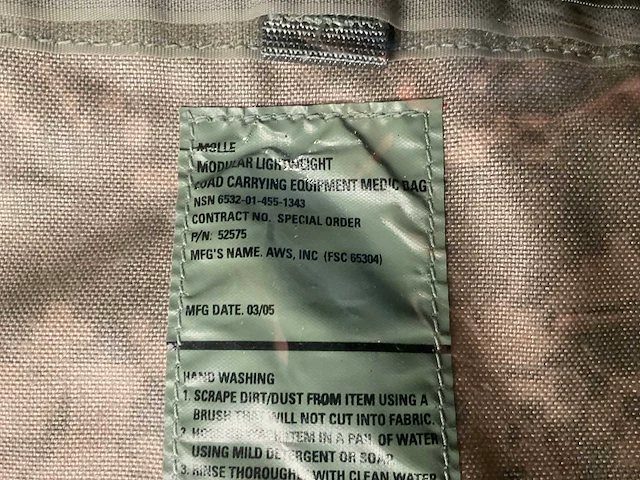 MOLLE
MODULAR LIGHTWEIGHT
LOAD CARRYING EQUIPMENT MEDIC BAG
NSN 6532-01-455-1343
CONTRACT NO. SPECIAL ORDER
P/N. 52575
MFG'S NAME. AWS, INC (FSC 65304)
MFG DATE. 03/05
HAND WASHING
1. SCRAPE DIRT/DUST FROM ITEM USING A
BRUSH THAT WILL NOT CUT INTO FABRIC.
2. ITEM IN A PAIL OF WATER
USING MILD DETERGENT OR SOAP.
3. RINSE THOROUGHLY WITH CLEAN WATER